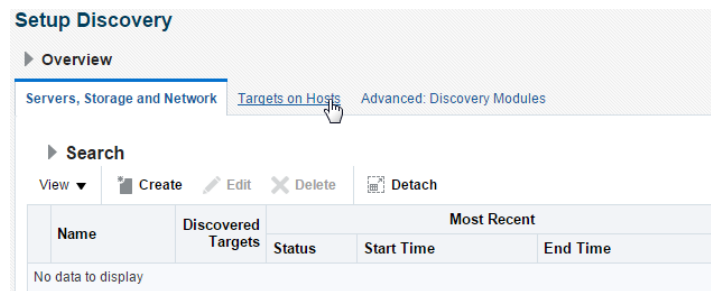 Setup Discovery
Overview
Servers, Storage and Network Targets on Hosts Advanced: Discovery Modules
Search
View Create Edit Delete Detach
Name Discovered Targets Most Recent
Status Start Time End Time
No data to display